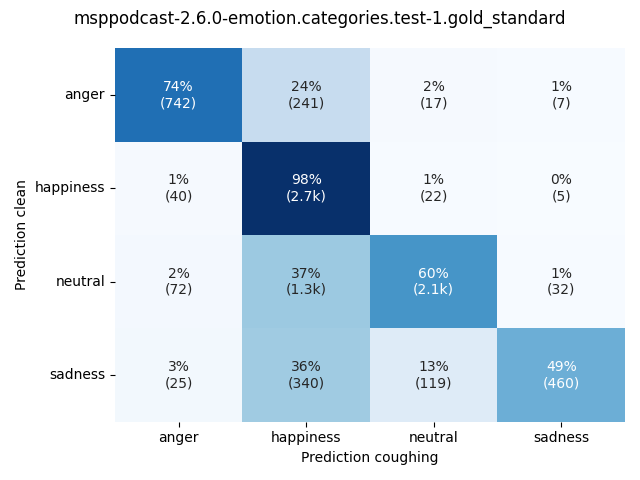 msppodcast-2.6.0-emotion.categories.test-1.gold_standard
Prediction clean
anger
74% 24% 2% 1%
(742) (241) (17) (7)
happiness
1% 98% 1% 0%
(40) (2.7k) (22) (5)
neutral
2% 37% 60% 1%
(72) (1.3k) (2.1k) (32)
sadness
3% 36% 13% 49%
(25) (340) (119) (460)
anger happiness neutral sadness
Prediction coughing